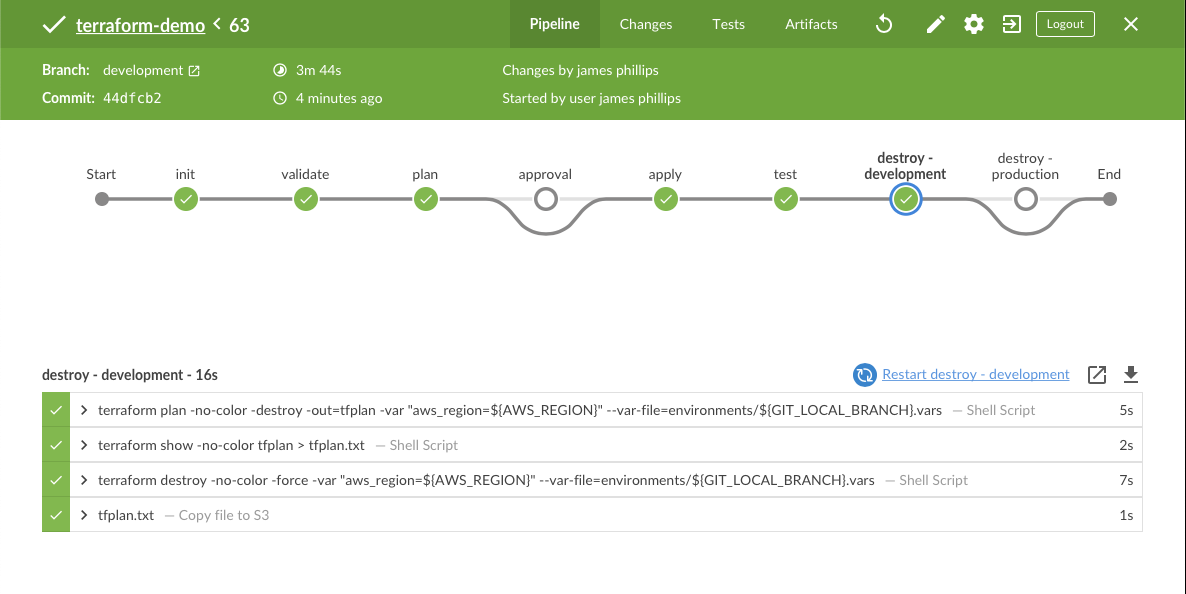 terraform-demo < 63
Pipeline Changes Tests Artifacts Logout
Branch: development 3m 44s Changes by james phillips
Commit: 44dfcb2 4 minutes ago Started by user james phillips
Start init validate plan approval apply test destroy - development destroy - production End
destroy - development - 16s Restart destroy - development
terraform plan -no-color -destroy -out=tfplan -var "aws_region=${AWS_REGION}" --var-file=environments/${GIT_LOCAL_BRANCH}.vars — Shell Script 5s
terraform show -no-color tfplan > tfplan.txt — Shell Script 2s
terraform destroy -no-color -force -var "aws_region=${AWS_REGION}" --var-file=environments/${GIT_LOCAL_BRANCH}.vars — Shell Script 7s
tfplan.txt — Copy file to S3 1s